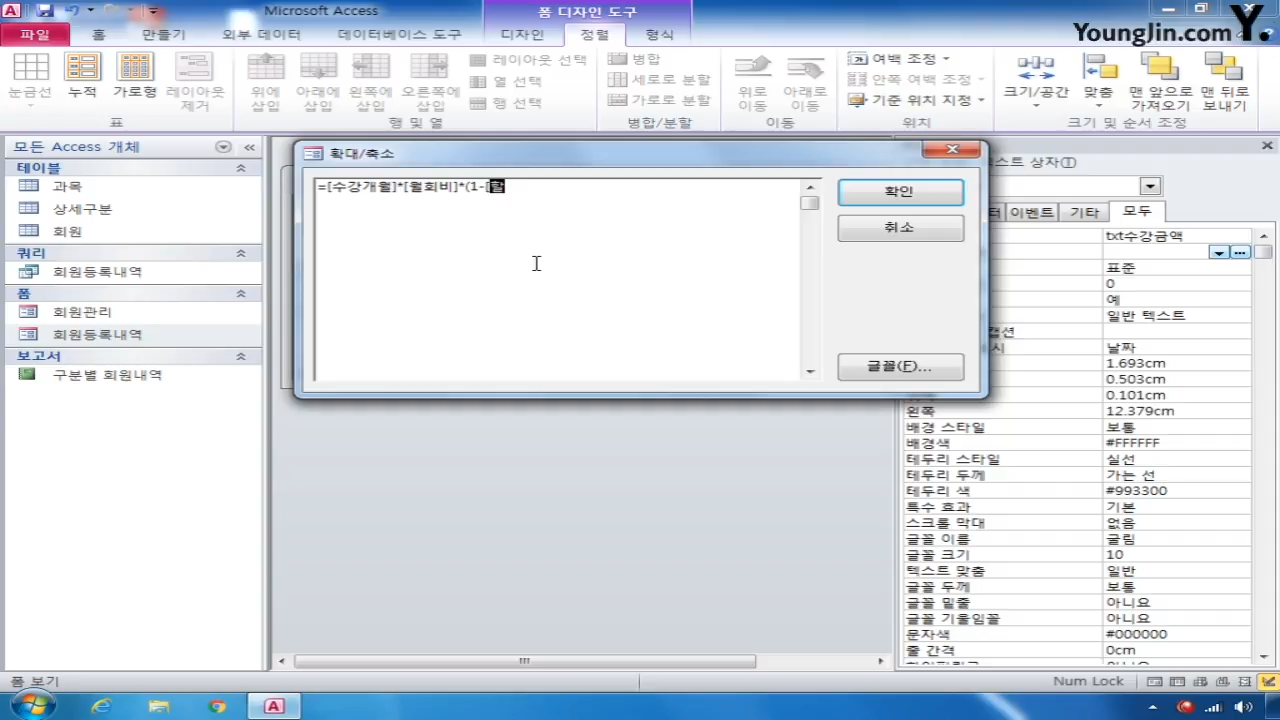 Microsoft Access
폼 디자인 도구
YoungJin.com Y.
파일 홈 만들기 외부 데이터 데이터베이스 도구 디자인 정렬 형식
눈금선 누적 가로형 레이아웃 제거
위에 삽입 아래에 삽입 왼쪽에 삽입 오른쪽에 삽입
레이아웃 선택
열 선택
행 선택
병합
세로로 분할
가로로 분할
위로 이동 아래로 이동
여백 조정
안쪽 여백 조정
기준 위치 지정
크기/공간 맞춤 맨 앞으로 가져오기 맨 뒤로 보내기
표 행 및 열 병합/분할 이동 위치 크기 및 순서 조정
모든 Access 개체
테이블
과목
상세구분
회원
쿼리
회원등록내역
폼
회원관리
회원등록내역
보고서
구분별 회원내역
확대/축소
=[수강개월]*[월회비]*(1-[할
확인
취소
글꼴(F)...
스트 상자(I)
터 이벤트 기타 모두
txt수강금액
표준
0
예
일반 텍스트
캡션
시 날짜
1.693cm
0.503cm
0.101cm
왼쪽 12.379cm
배경 스타일 보통
배경색 #FFFFFF
테두리 스타일 실선
테두리 두께 가는 선
테두리 색 #993300
특수 효과 기본
스크롤 막대 없음
글꼴 이름 굴림
글꼴 크기 10
텍스트 맞춤 일반
글꼴 두께 보통
글꼴 밑줄 아니요
글꼴 기울임꼴 아니요
문자색 #000000
줄 간격 0cm
폼 보기
Num Lock